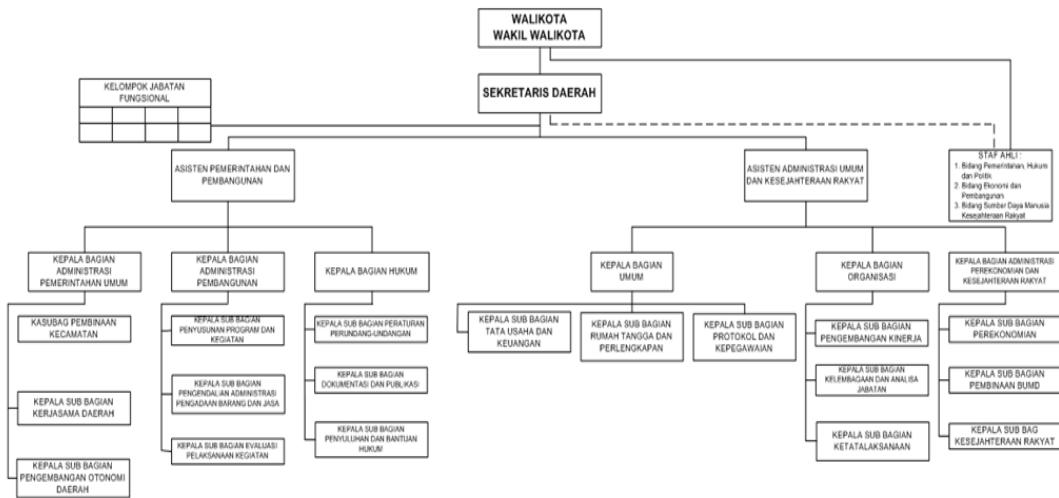 WALIKOTA
WAKIL WALIKOTA
KELOMPOK JABATAN
FUNGSIONAL
SEKRETARIS DAERAH
ASISTEN PEMERINTAHAN DAN
PEMBANGUNAN
ASISTEN ADMINISTRASI UMUM
DAN KESEJAHTERAAN RAKYAT
STAF AHLI :
1. Bidang Pemerintahan, Hukum
dan Politik
2. Bidang Ekonomi dan
Pembangunan
3. Bidang Sumber Daya Manusia
Kesejahteraan Rakyat
KEPALA BAGIAN
ADMINISTRASI
PEMERINTAHAN UMUM
KEPALA BAGIAN
ADMINISTRASI
PEMBANGUNAN
KEPALA BAGIAN HUKUM
KEPALA BAGIAN
UMUM
KEPALA BAGIAN
ORGANISASI
KEPALA BAGIAN ADMINISTRASI
PEREKONOMIAN DAN
KESEJAHTERAAN RAKYAT
KASUBAG PEMBINAAN
KECAMATAN
KEPALA SUB BAGIAN
KERJASAMA DAERAH
KEPALA SUB BAGIAN
PENGEMBANGAN OTONOMI
DAERAH
KEPALA SUB BAGIAN
PENYUSUNAN PROGRAM DAN
KEGIATAN
KEPALA SUB BAGIAN
PENGENDALIAN ADMINISTRASI
PENGADAAN BARANG DAN JASA
KEPALA SUB BAGIAN EVALUASI
PELAKSANAAN KEGIATAN
KEPALA SUB BAGIAN PERATURAN
PERUNDANG-UNDANGAN
KEPALA SUB BAGIAN
DOKUMENTASI DAN PUBLIKASI
KEPALA SUB BAGIAN
PENYULUHAN DAN BANTUAN
HUKUM
KEPALA SUB BAGIAN
TATA USAHA DAN
KEUANGAN
KEPALA SUB BAGIAN
RUMAH TANGGA DAN
PERLENGKAPAN
KEPALA SUB BAGIAN
PROTOKOL DAN
KEPEGAWAIAN
KEPALA SUB BAGIAN
PENGEMBANGAN KINERJA
KEPALA SUB BAGIAN
KELEMBAGAAN DAN ANALISA
JABATAN
KEPALA SUB BAGIAN
KETATALAKSANAAN
KEPALA SUB BAGIAN
PEREKONOMIAN
KEPALA SUB BAGIAN
PEMBINAAN BUMD
KEPALA SUB BAG
KESEJAHTERAAN RAKYAT